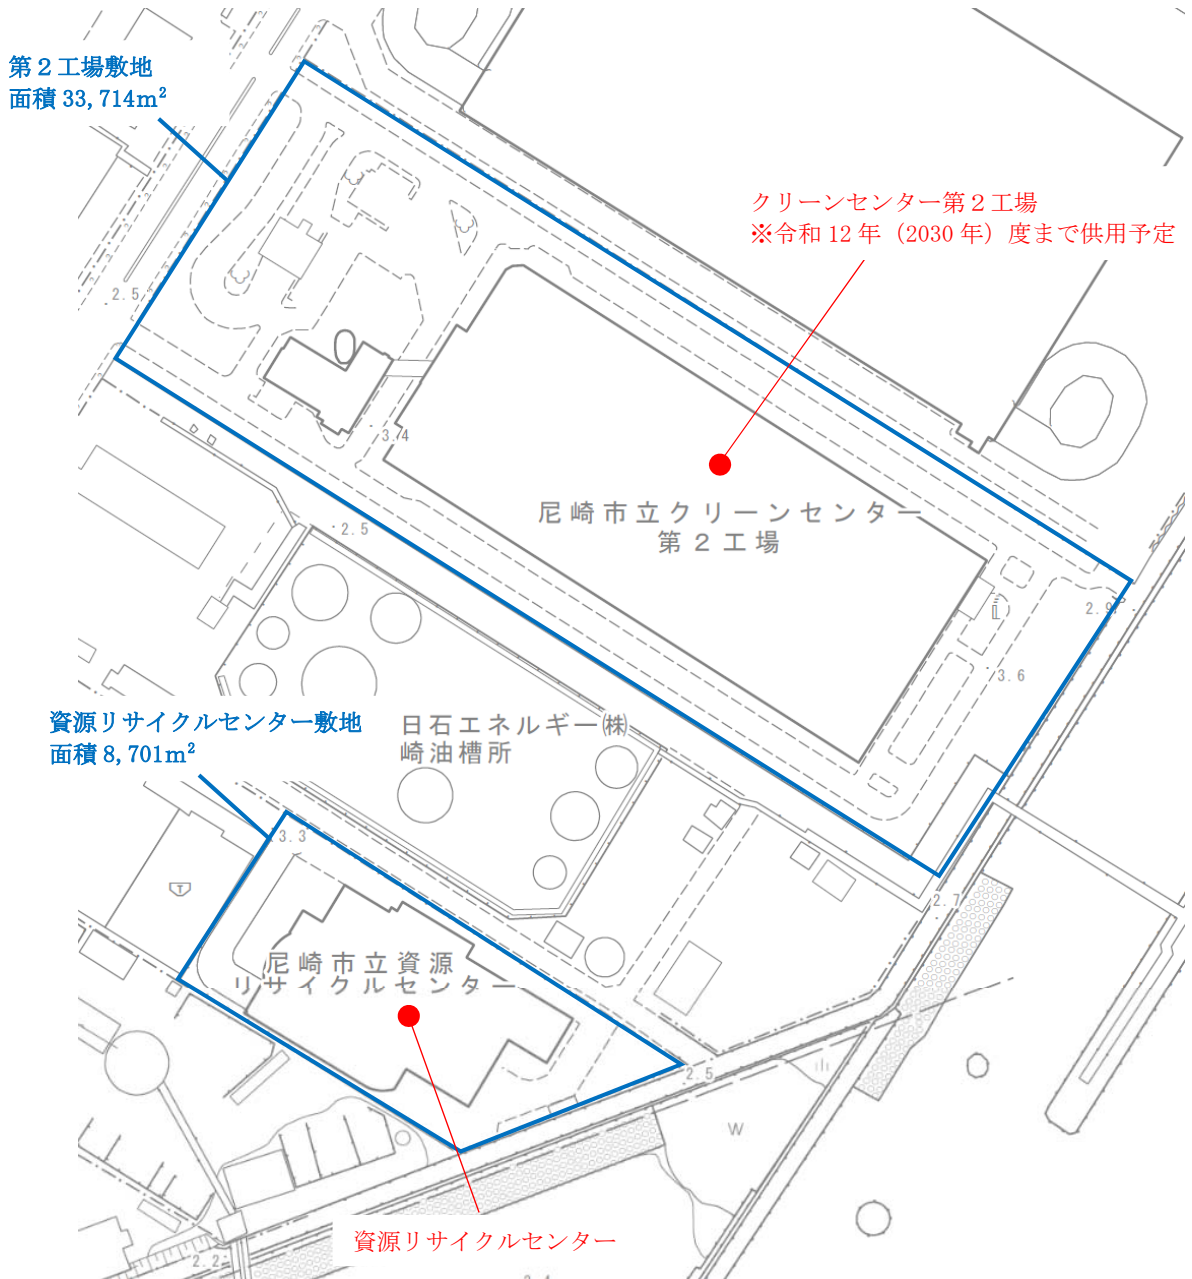 第２工場敷地
面積 33,714m²
クリーンセンター第２工場
※令和 12 年（2030 年）度まで供用予定
2.5
3.4
尼崎市立クリーンセンター
第２工場
2.5
2.9
3.6
資源リサイクルセンター敷地
面積 8,701m²
日石エネルギー㈱
崎油槽所
3.3
2.7
尼崎市立資源
リサイクルセンター
2.5
W
資源リサイクルセンター
2.2